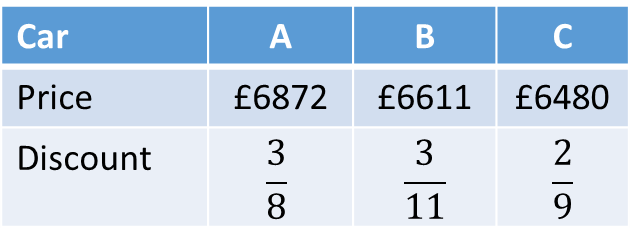 Car A B C
Price £6872 £6611 £6480
Discount 3/8 3/11 2/9